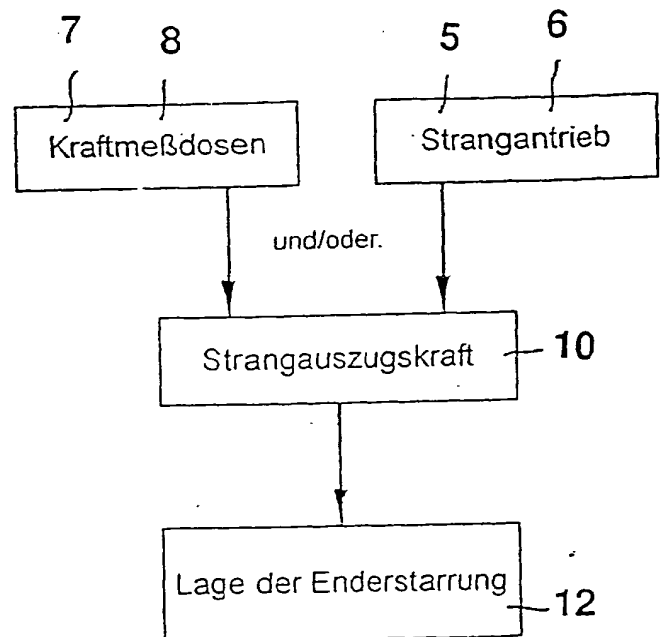 7 8 5 6
Kraftmeßdosen Strangantrieb
und/oder.
Strangauszugskraft 10
Lage der Enderstarrung
12